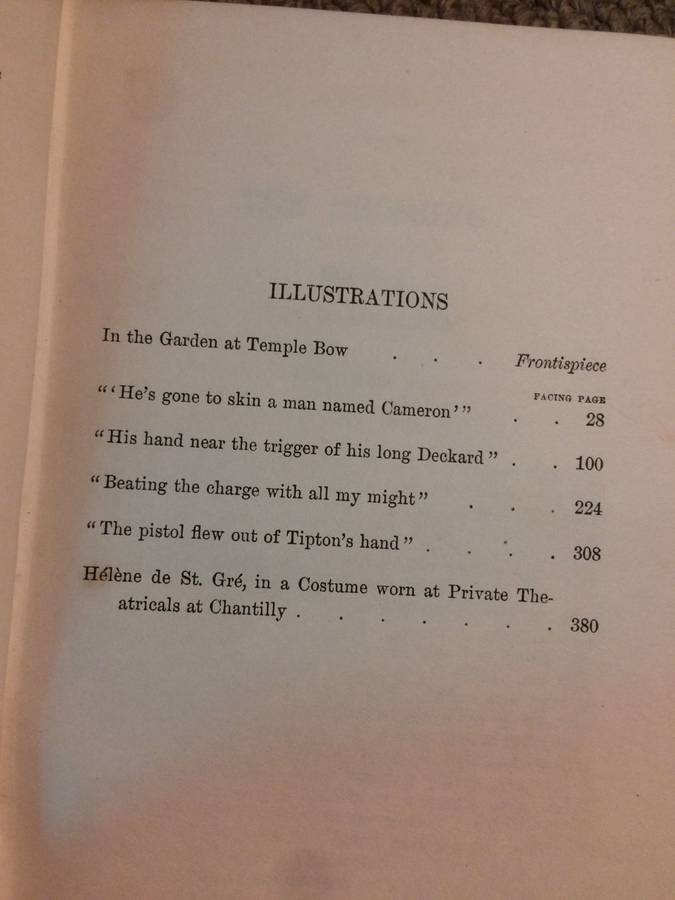 ILLUSTRATIONS
In the Garden at Temple Bow . . . Frontispiece
FACING PAGE
"'He's gone to skin a man named Cameron'" . . 28
"His hand near the trigger of his long Deckard" . . 100
"Beating the charge with all my might" . . . 224
"The pistol flew out of Tipton's hand" . . . . 308
Hélène de St. Gré, in a Costume worn at Private The-
atricals at Chantilly . . . . . . . 380